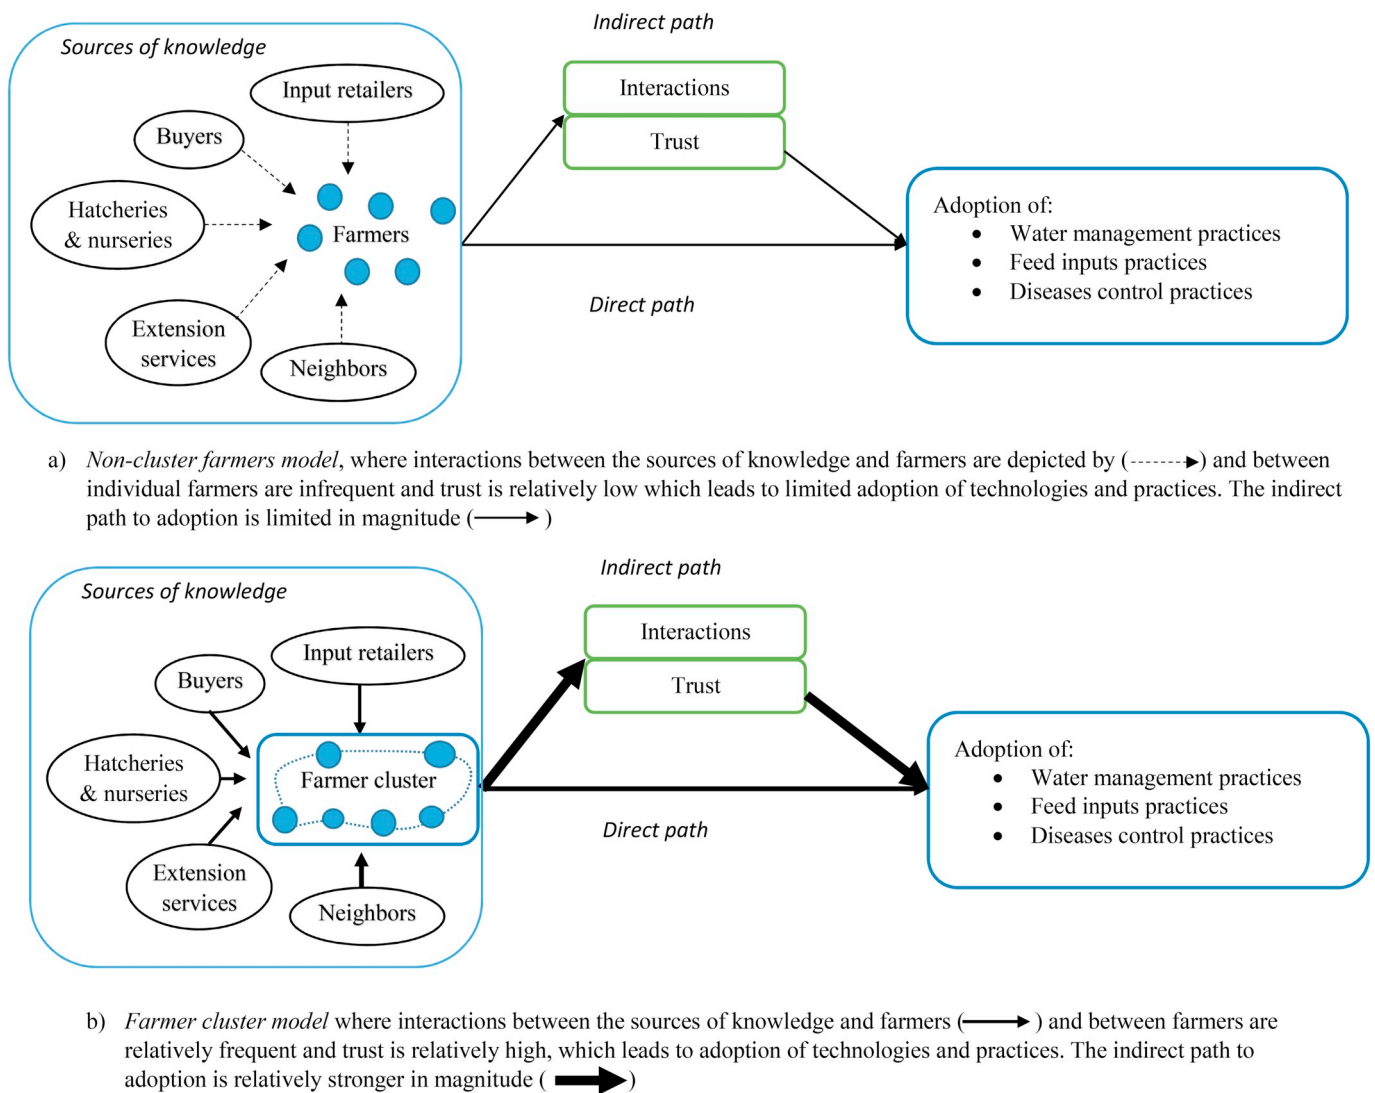 Indirect path
Sources of knowledge
Input retailers
Interactions
Buyers
Trust
Hatcheries
& nurseries
Farmers
Adoption of:
• Water management practices
• Feed inputs practices
• Diseases control practices
Direct path
Extension
services
Neighbors
a) Non-cluster farmers model, where interactions between the sources of knowledge and farmers are depicted by ( ) and between
individual farmers are infrequent and trust is relatively low which leads to limited adoption of technologies and practices. The indirect
path to adoption is limited in magnitude ( )
Indirect path
Sources of knowledge
Input retailers
Interactions
Buyers
Trust
Hatcheries
& nurseries
Farmer cluster
Adoption of:
• Water management practices
• Feed inputs practices
• Diseases control practices
Direct path
Extension
services
Neighbors
b) Farmer cluster model where interactions between the sources of knowledge and farmers ( ) and between farmers are
relatively frequent and trust is relatively high, which leads to adoption of technologies and practices. The indirect path to
adoption is relatively stronger in magnitude ( )